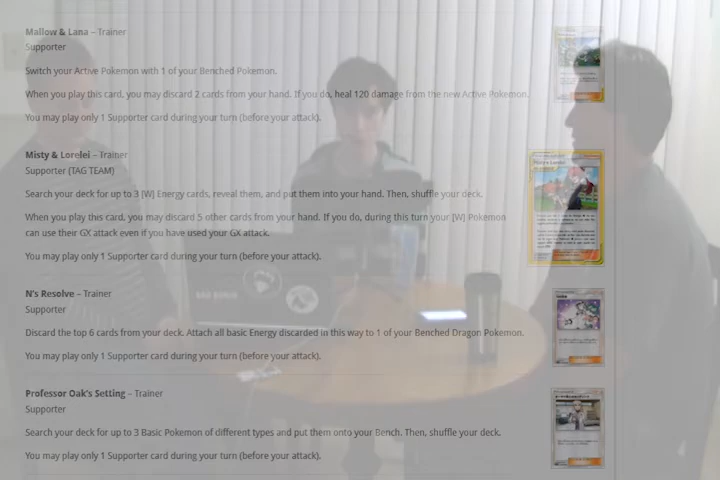 Mallow & Lana – Trainer
Supporter
Switch your Active Pokemon with 1 of your Benched Pokemon.
When you play this card, you may discard 2 cards from your hand. If you do, heal 120 damage from the new Active Pokemon.
You may play only 1 Supporter card during your turn (before your attack).
Misty & Lorelei – Trainer
Supporter (TAG TEAM)
Search your deck for up to 3 [W] Energy cards, reveal them, and put them into your hand. Then, shuffle your deck.
When you play this card, you may discard 5 other cards from your hand. If you do, during this turn your [W] Pokemon
can use their GX attack even if you have used your GX attack.
You may play only 1 Supporter card during your turn (before your attack).
N's Resolve – Trainer
Supporter
Discard the top 6 cards from your deck. Attach all basic Energy discarded in this way to 1 of your Benched Dragon Pokemon.
You may play only 1 Supporter card during your turn (before your attack).
Professor Oak's Setting – Trainer
Supporter
Search your deck for up to 3 Basic Pokemon of different types and put them onto your Bench. Then, shuffle your deck.
You may play only 1 Supporter card during your turn (before your attack).